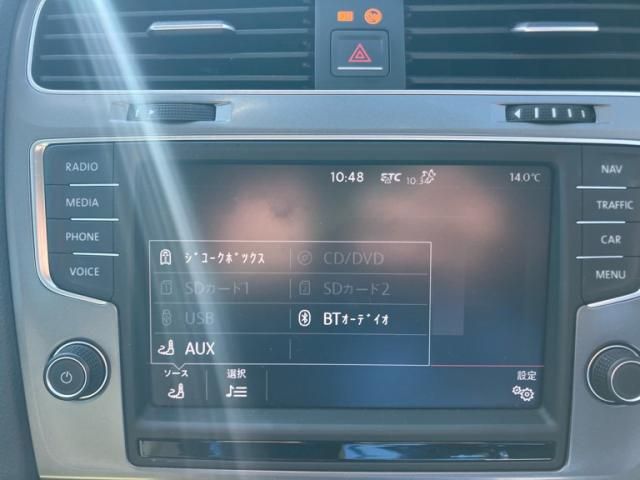 10:48 ETC 10:34 14.0℃
RADIO
MEDIA
PHONE
VOICE
NAV
TRAFFIC
CAR
MENU
ｼﾞｭｰｸﾎﾞｯｸｽ CD/DVD
SDカード1 SDカード2
USB BTｵｰﾃﾞｨｵ
AUX
ソース 選択 設定